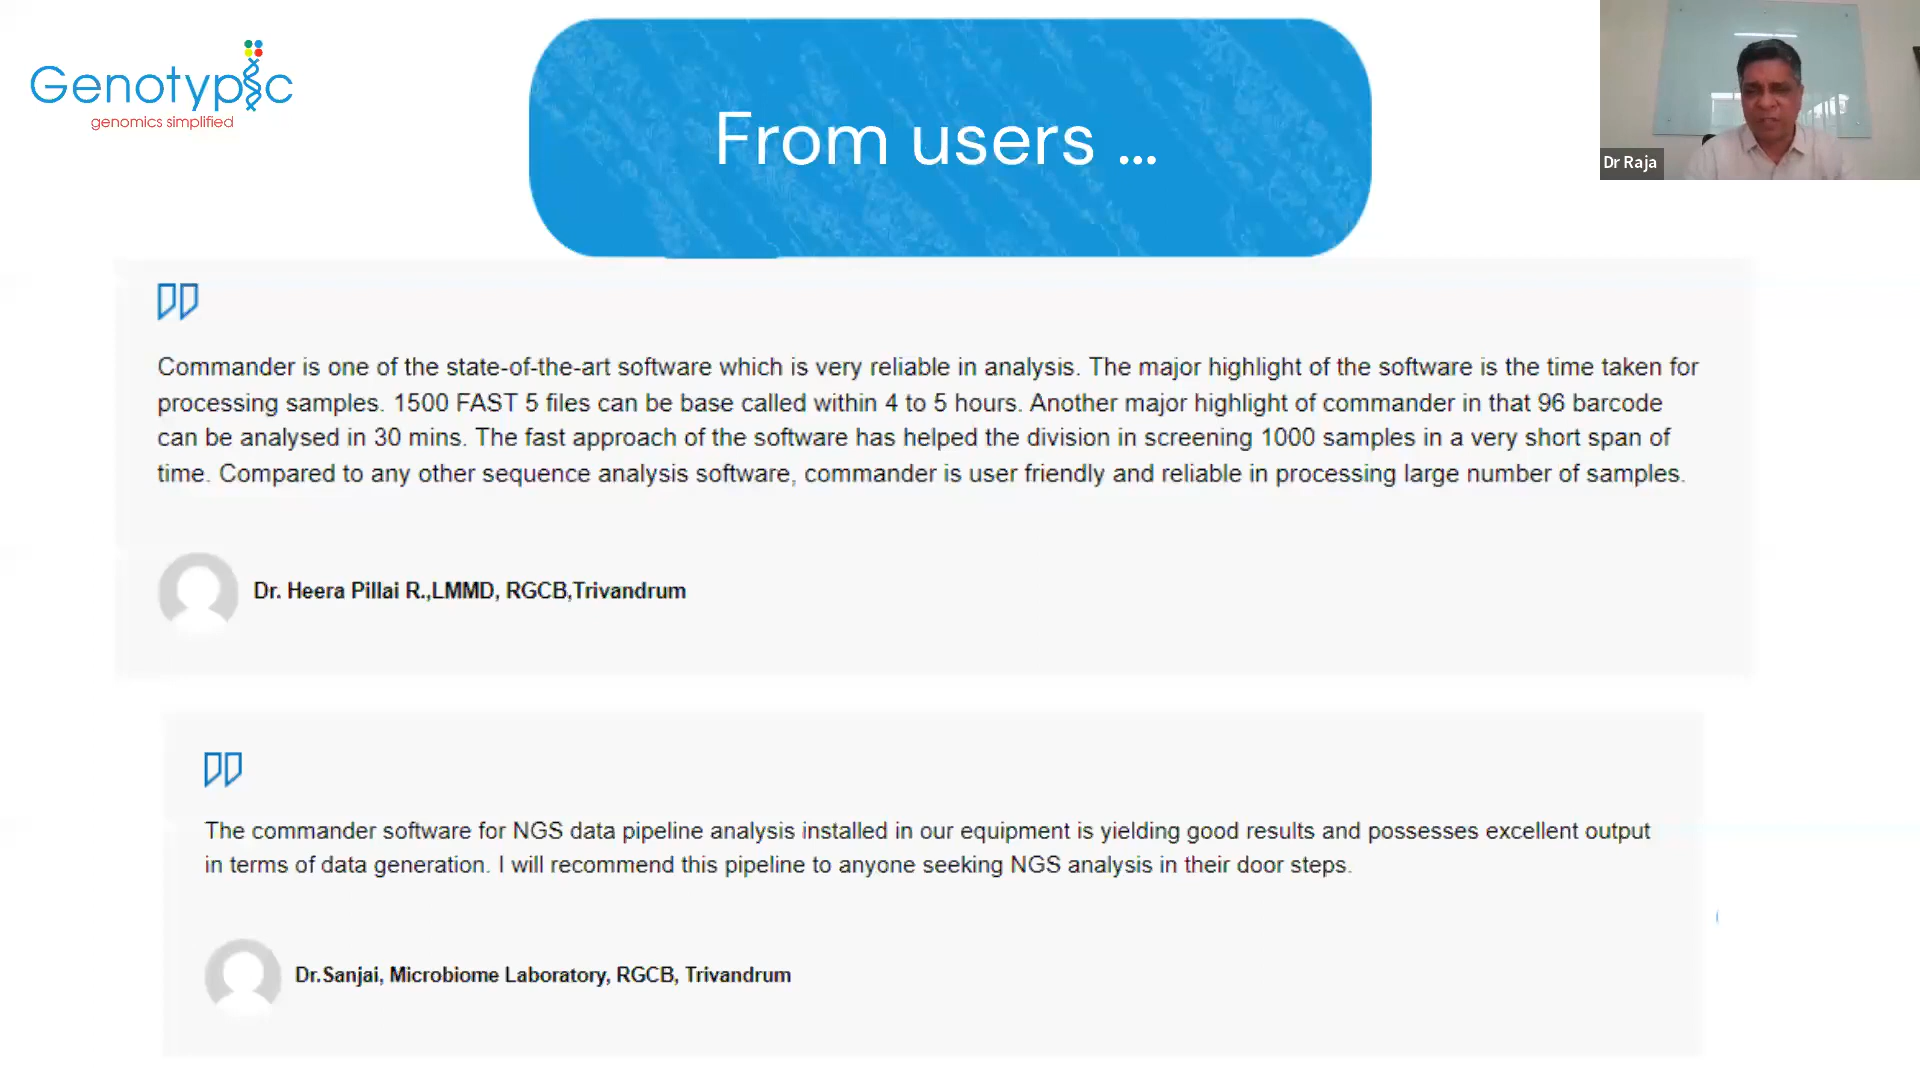 Genotypic
genomics simplified
From users ...
Dr Raja
Commander is one of the state-of-the-art software which is very reliable in analysis. The major highlight of the software is the time taken for
processing samples. 1500 FAST 5 files can be base called within 4 to 5 hours. Another major highlight of commander in that 96 barcode
can be analysed in 30 mins. The fast approach of the software has helped the division in screening 1000 samples in a very short span of
time. Compared to any other sequence analysis software, commander is user friendly and reliable in processing large number of samples.
Dr. Heera Pillai R.,LMMD, RGCB,Trivandrum
The commander software for NGS data pipeline analysis installed in our equipment is yielding good results and possesses excellent output
in terms of data generation. I will recommend this pipeline to anyone seeking NGS analysis in their door steps.
Dr.Sanjai, Microbiome Laboratory, RGCB, Trivandrum